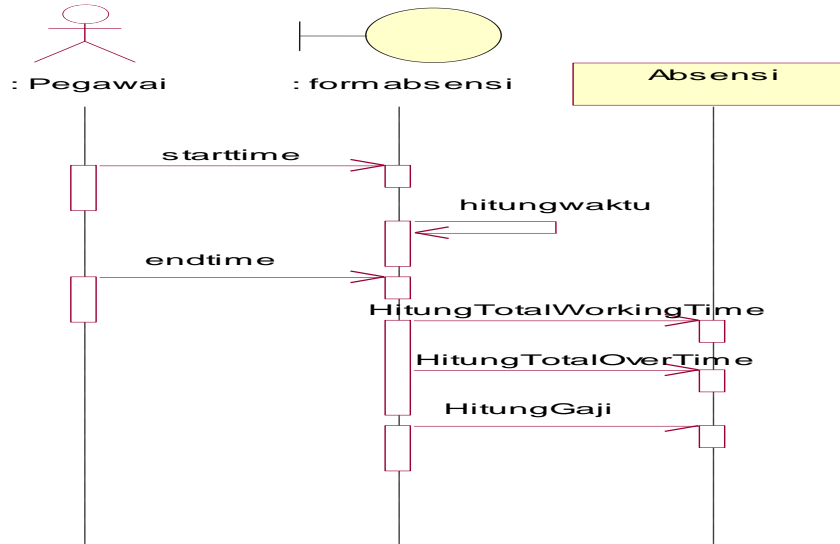 : Pegawai
: formabsensi
Absensi
starttime
hitungwaktu
endtime
HitungTotalWorkingTime
HitungTotalOverTime
HitungGaji